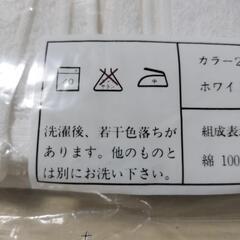 カラー2
ホワイ
中
洗濯後、若干色落ちが
あります。他のものと
は別にお洗い下さい。
組成表
綿 100